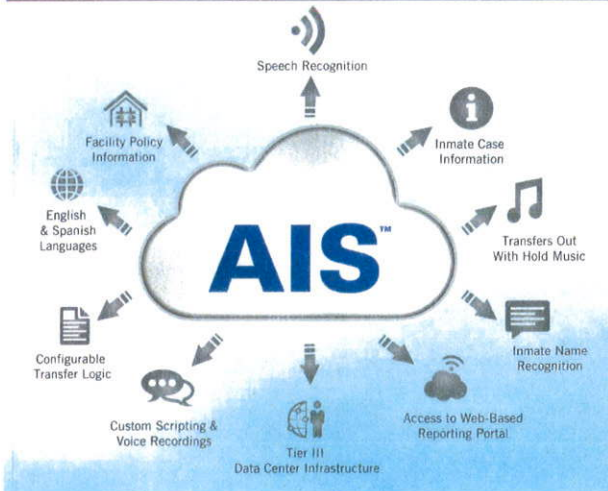 Speech Recognition
Facility Policy
Information
Inmate Case
Information
English
& Spanish
Languages
AIS™
Transfers Out
With Hold Music
Configurable
Transfer Logic
Inmate Name
Recognition
Custom Scripting &
Voice Recordings
Access to Web-Based
Reporting Portal
Tier III
Data Center Infrastructure